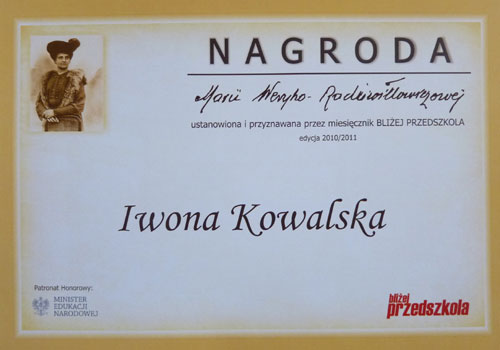 NAGRODA
Marii Weryho-Radziwiłłowiczowej
ustanowiona i przyznawana przez miesięcznik BLIŻEJ PRZEDSZKOLA
edycja 2010/2011
Iwona Kowalska
Patronat Honorowy:
MINISTER
EDUKACJI
NARODOWEJ
bliżej
przedszkola